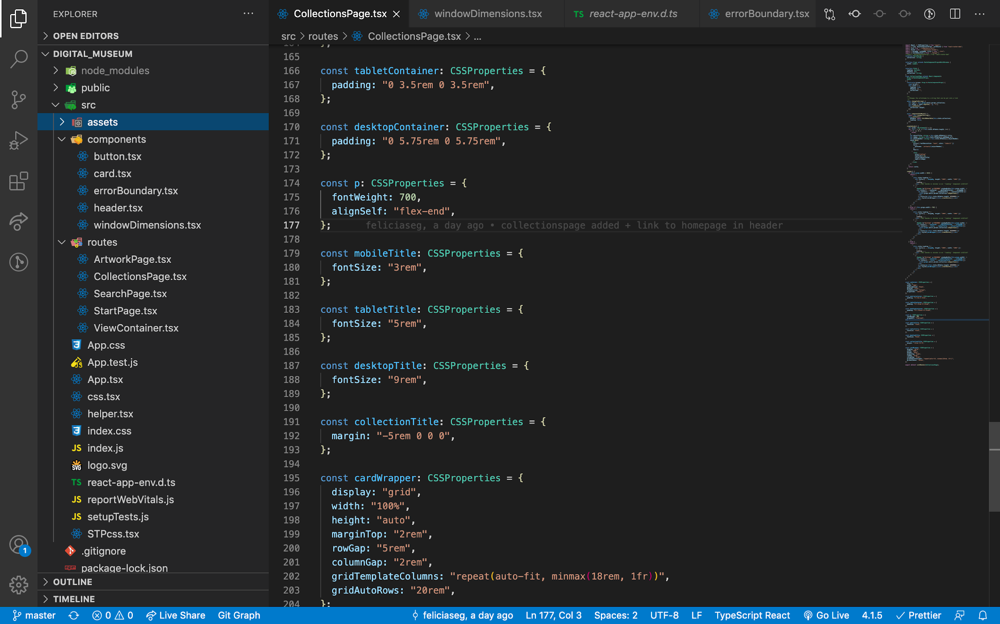 EXPLORER
OPEN EDITORS
DIGITAL_MUSEUM
node_modules
public
src
assets
components
button.tsx
card.tsx
errorBoundary.tsx
header.tsx
windowDimensions.tsx
routes
ArtworkPage.tsx
CollectionsPage.tsx
SearchPage.tsx
StartPage.tsx
ViewContainer.tsx
App.css
App.test.js
App.tsx
css.tsx
helper.tsx
index.css
JS index.js
SVG logo.svg
TS react-app-env.d.ts
JS reportWebVitals.js
JS setupTests.js
STPcss.tsx
.gitignore
package-lock.json
OUTLINE
TIMELINE
1
CollectionsPage.tsx windowDimensions.tsx TS react-app-env.d.ts errorBoundary.tsx
src > routes > CollectionsPage.tsx > ...
164 };
165
166 const tabletContainer: CSSProperties = {
167 padding: "0 3.5rem 0 3.5rem",
168 };
169
170 const desktopContainer: CSSProperties = {
171 padding: "0 5.75rem 0 5.75rem",
172 };
173
174 const p: CSSProperties = {
175 fontWeight: 700,
176 alignSelf: "flex-end",
177 }; feliciaseg, a day ago • collectionspage added + link to homepage in header
178
179 const mobileTitle: CSSProperties = {
180 fontSize: "3rem",
181 };
182
183 const tabletTitle: CSSProperties = {
184 fontSize: "5rem",
185 };
186
187 const desktopTitle: CSSProperties = {
188 fontSize: "9rem",
189 };
190
191 const collectionTitle: CSSProperties = {
192 margin: "-5rem 0 0 0",
193 };
194
195 const cardWrapper: CSSProperties = {
196 display: "grid",
197 width: "100%",
198 height: "auto",
199 marginTop: "2rem",
200 rowGap: "5rem",
201 columnGap: "2rem",
202 gridTemplateColumns: "repeat(auto-fit, minmax(18rem, 1fr))",
203 gridAutoRows: "20rem",
204 };
master 0 0 Live Share Git Graph feliciaseg, a day ago Ln 177, Col 3 Spaces: 2 UTF-8 LF TypeScript React Go Live 4.1.5 Prettier